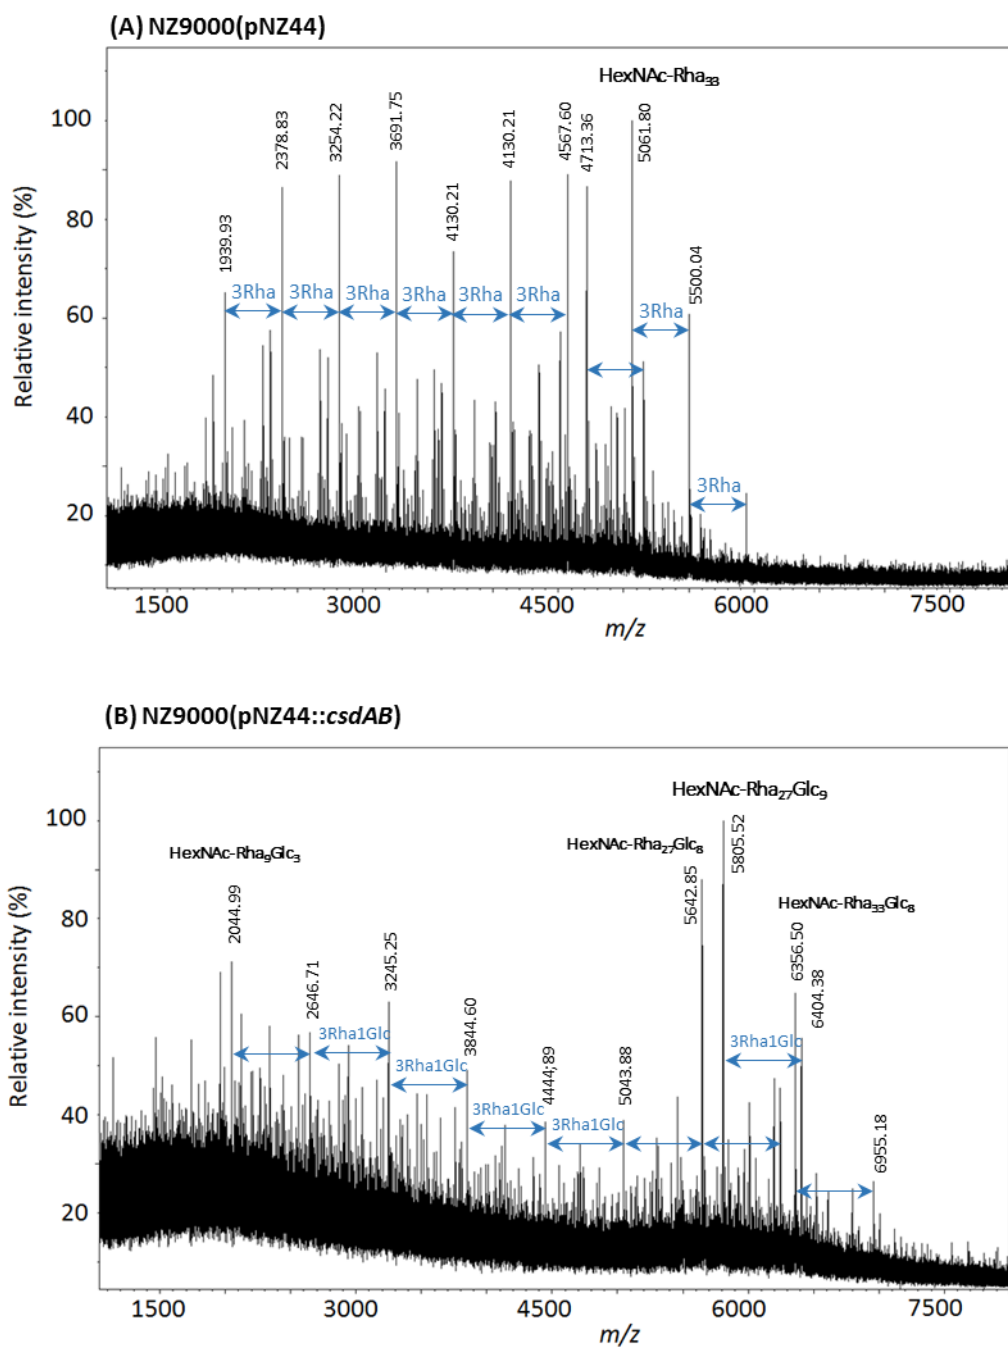 (A) NZ9000(pNZ44)
HexNAc-Rha33
Relative intensity (%)
100
80
60
40
20
1939.93
2378.83
3254.22
3691.75
4130.21
4130.21
4567.60
4713.36
5061.80
5500.04
3Rha
3Rha
3Rha
3Rha
3Rha
3Rha
3Rha
3Rha
1500
3000
4500
6000
7500
m/z
(B) NZ9000(pNZ44::csdAB)
HexNAc-Rha27Glc9
HexNAc-Rha27Glc8
HexNAc-Rha9Glc3
HexNAc-Rha33Glc8
Relative intensity (%)
100
80
60
40
20
2044.99
2646.71
3245.25
3844.60
4444;89
5043.88
5642.85
5805.52
6356.50
6404.38
6955.18
3Rha1Glc
3Rha1Glc
3Rha1Glc
3Rha1Glc
3Rha1Glc
1500
3000
4500
6000
7500
m/z